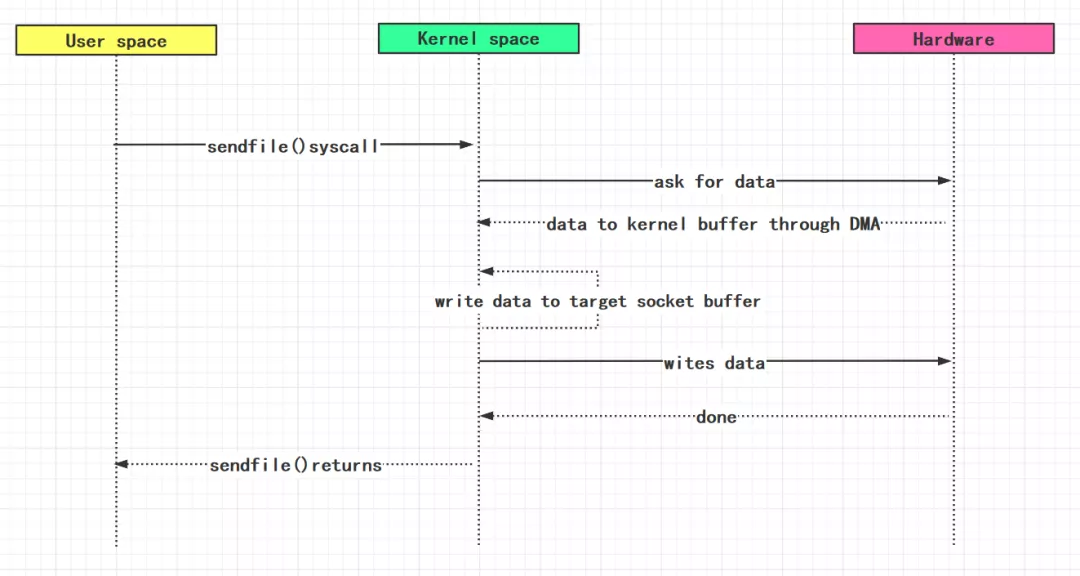 User space
Kernel space
Hardware
sendfile()syscall
ask for data
data to kernel buffer through DMA
write data to target socket buffer
wites data
done
sendfile()returns